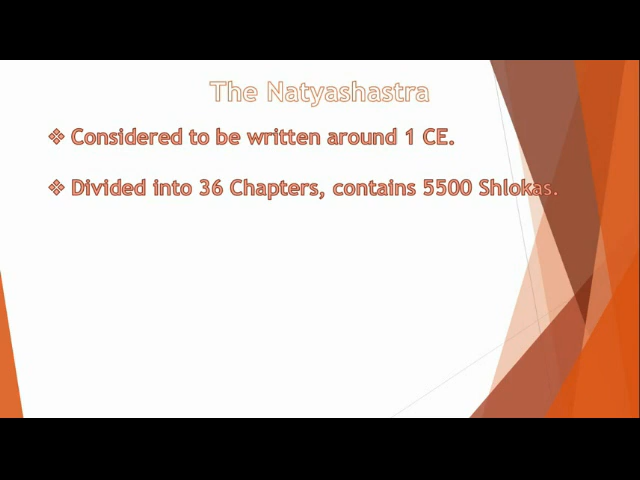 The Natyashastra
❖ Considered to be written around 1 CE.
❖ Divided into 36 Chapters, contains 5500 Shlokas.